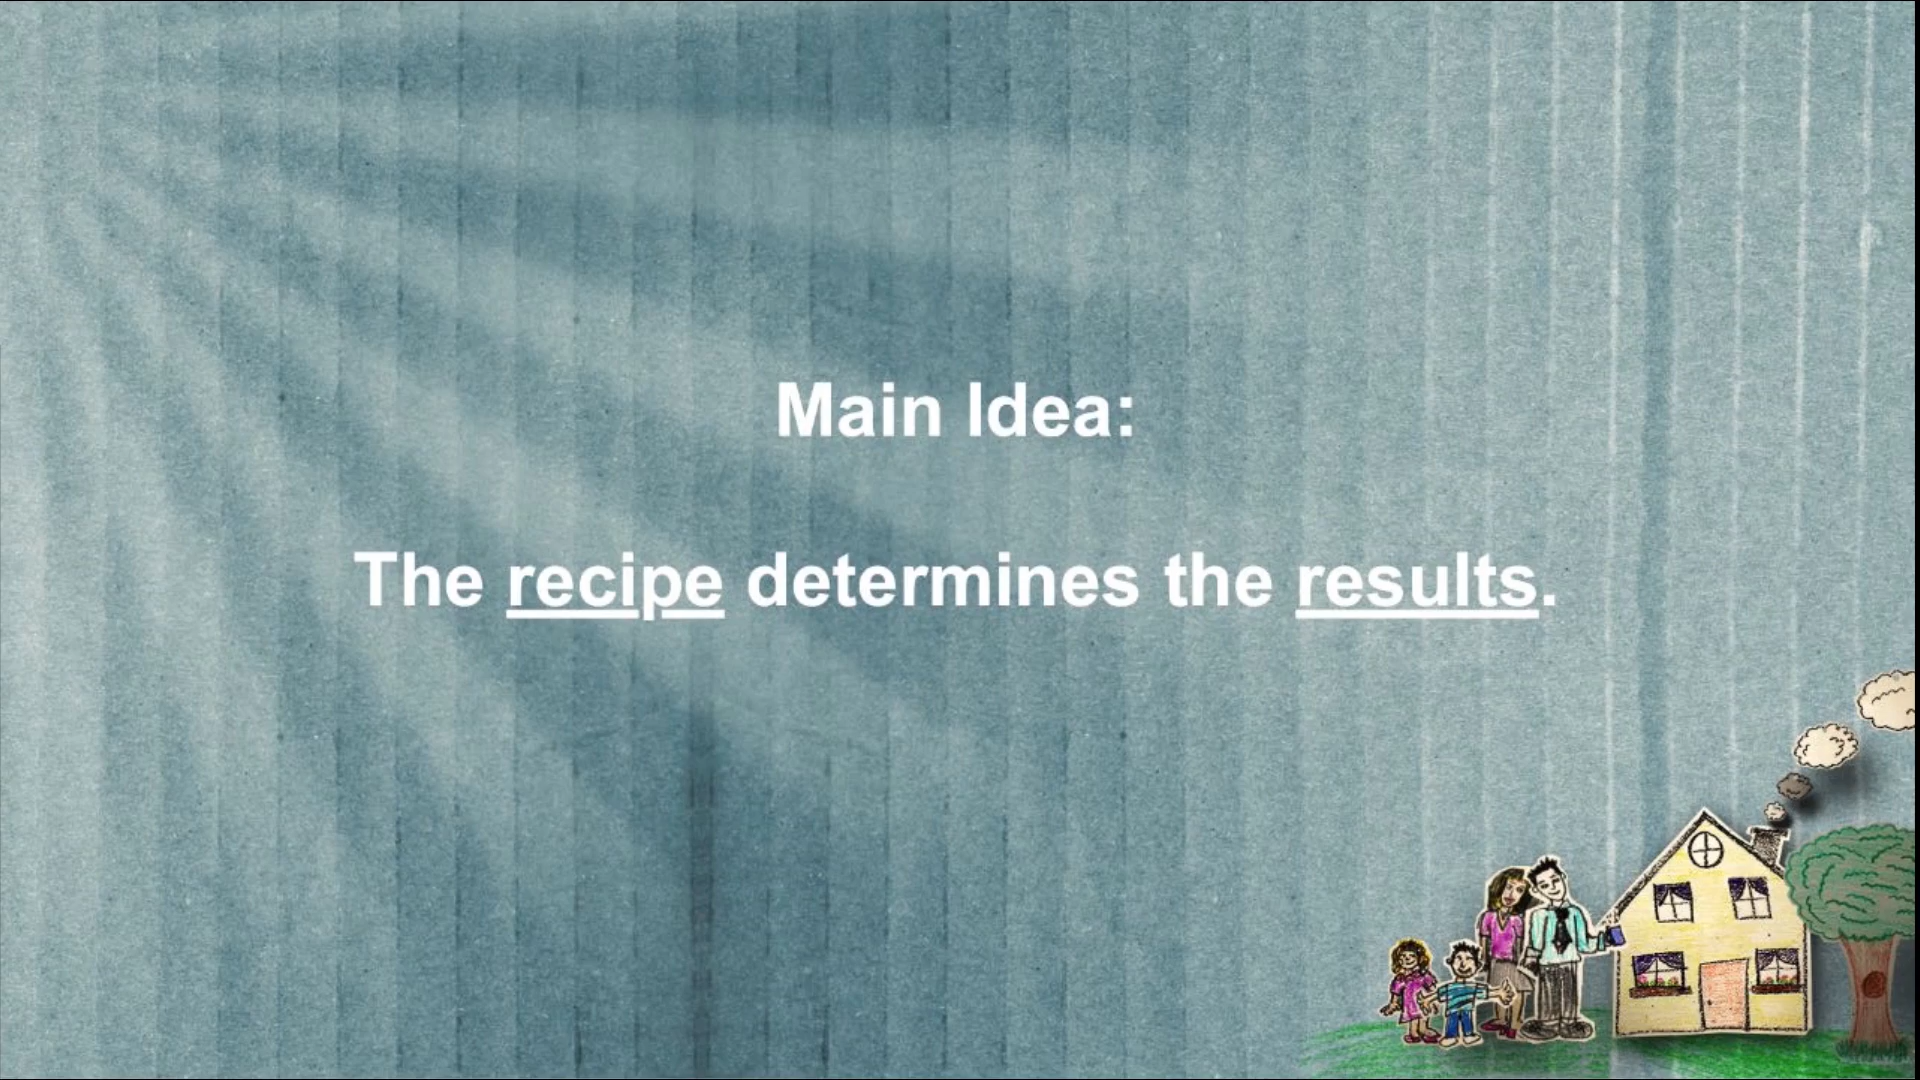 Main Idea:
The recipe determines the results.